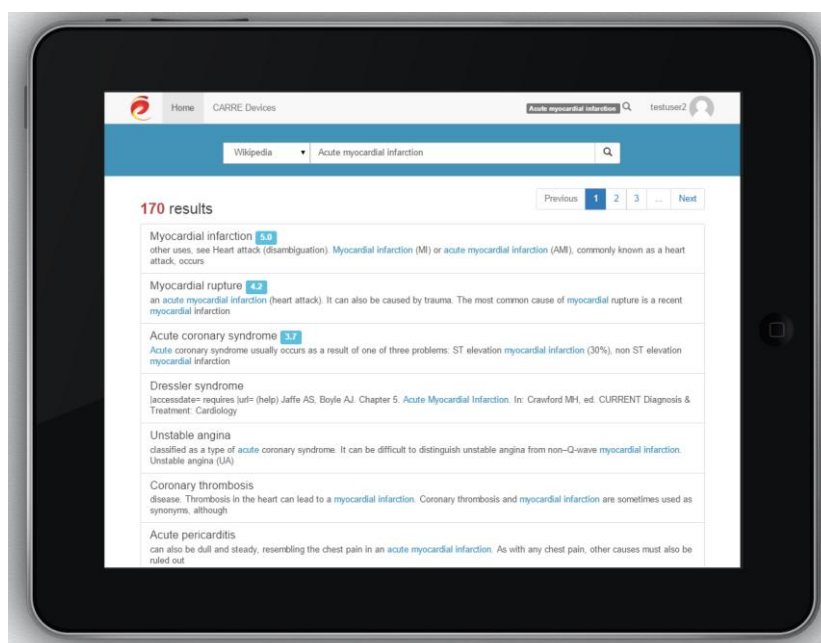 Home CARRE Devices Acute myocardial infarction testuser2
Wikipedia Acute myocardial infarction
170 results Previous 1 2 3 ... Next
Myocardial infarction 5.0
other uses, see Heart attack (disambiguation). Myocardial infarction (MI) or acute myocardial infarction (AMI), commonly known as a heart
attack, occurs
Myocardial rupture 4.2
an acute myocardial infarction (heart attack). It can also be caused by trauma. The most common cause of myocardial rupture is a recent
myocardial infarction
Acute coronary syndrome 3.7
Acute coronary syndrome usually occurs as a result of one of three problems: ST elevation myocardial infarction (30%), non ST elevation
myocardial infarction
Dressler syndrome
|accessdate= requires |url= (help) Jaffe AS, Boyle AJ. Chapter 5. Acute Myocardial Infarction. In: Crawford MH, ed. CURRENT Diagnosis &
Treatment: Cardiology
Unstable angina
classified as a type of acute coronary syndrome. It can be difficult to distinguish unstable angina from non–Q-wave myocardial infarction.
Unstable angina (UA)
Coronary thrombosis
disease. Thrombosis in the heart can lead to a myocardial infarction. Coronary thrombosis and myocardial infarction are sometimes used as
synonyms, although
Acute pericarditis
can also be dull and steady, resembling the chest pain in an acute myocardial infarction. As with any chest pain, other causes must also be
ruled out